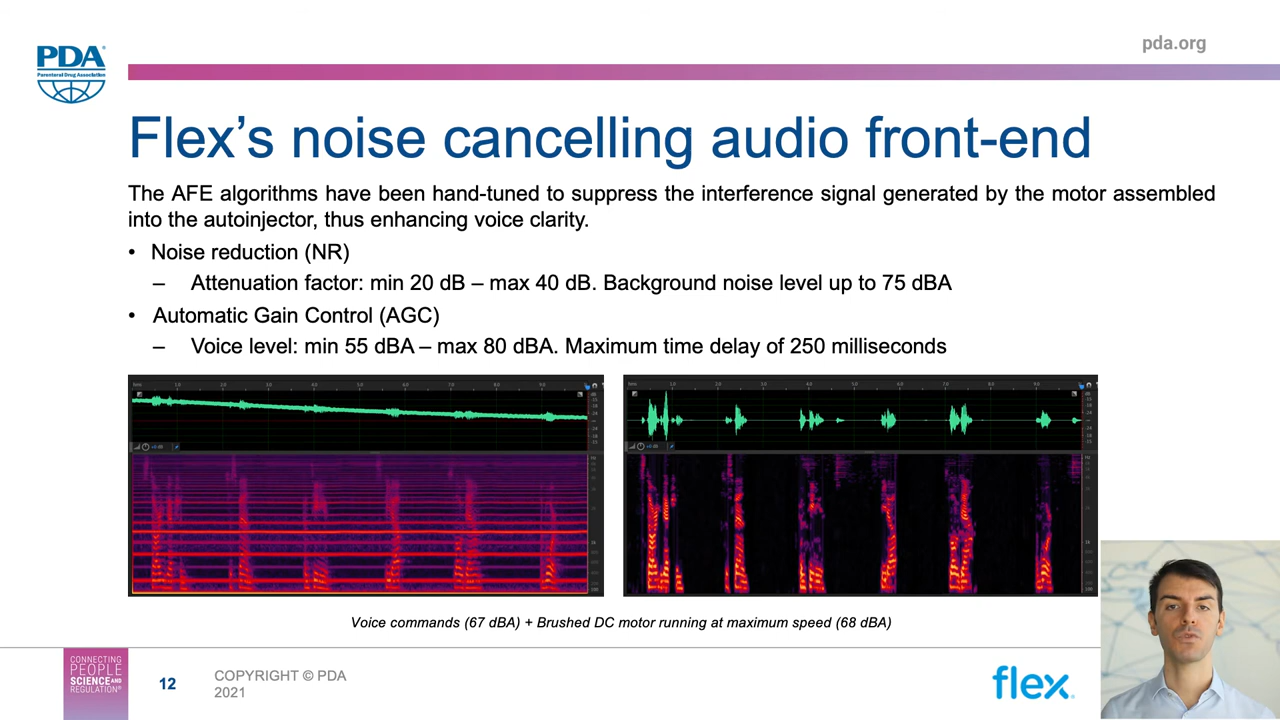 pda.org
PDA
Parenteral Drug Association
Flex’s noise cancelling audio front-end
The AFE algorithms have been hand-tuned to suppress the interference signal generated by the motor assembled
into the autoinjector, thus enhancing voice clarity.
• Noise reduction (NR)
– Attenuation factor: min 20 dB – max 40 dB. Background noise level up to 75 dBA
• Automatic Gain Control (AGC)
– Voice level: min 55 dBA – max 80 dBA. Maximum time delay of 250 milliseconds
Voice commands (67 dBA) + Brushed DC motor running at maximum speed (68 dBA)
CONNECTING
PEOPLE
SCIENCE AND
REGULATION®
12
COPYRIGHT © PDA
2021
flex.